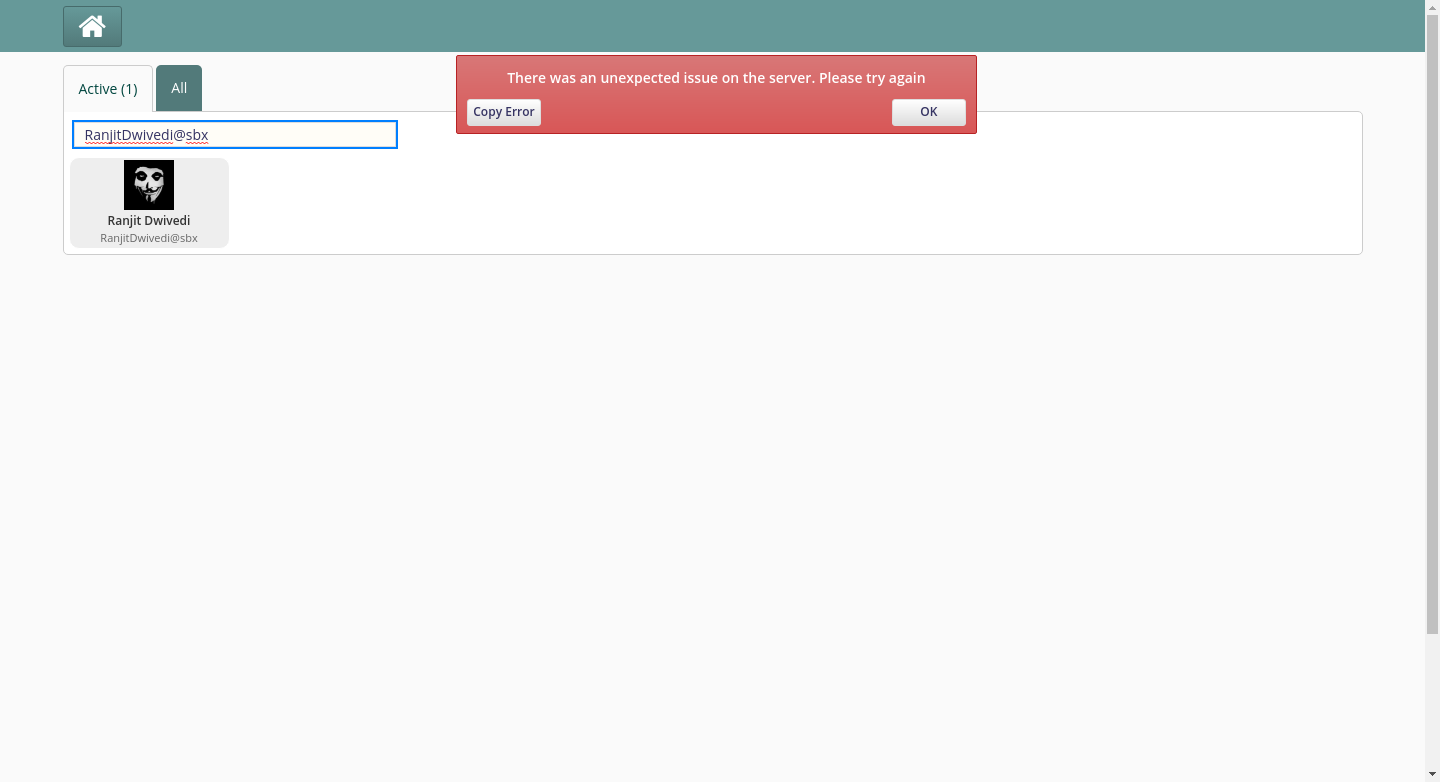 Active (1)
All
There was an unexpected issue on the server. Please try again
Copy Error
OK
RanjitDwivedi@sbx
Ranjit Dwivedi
RanjitDwivedi@sbx